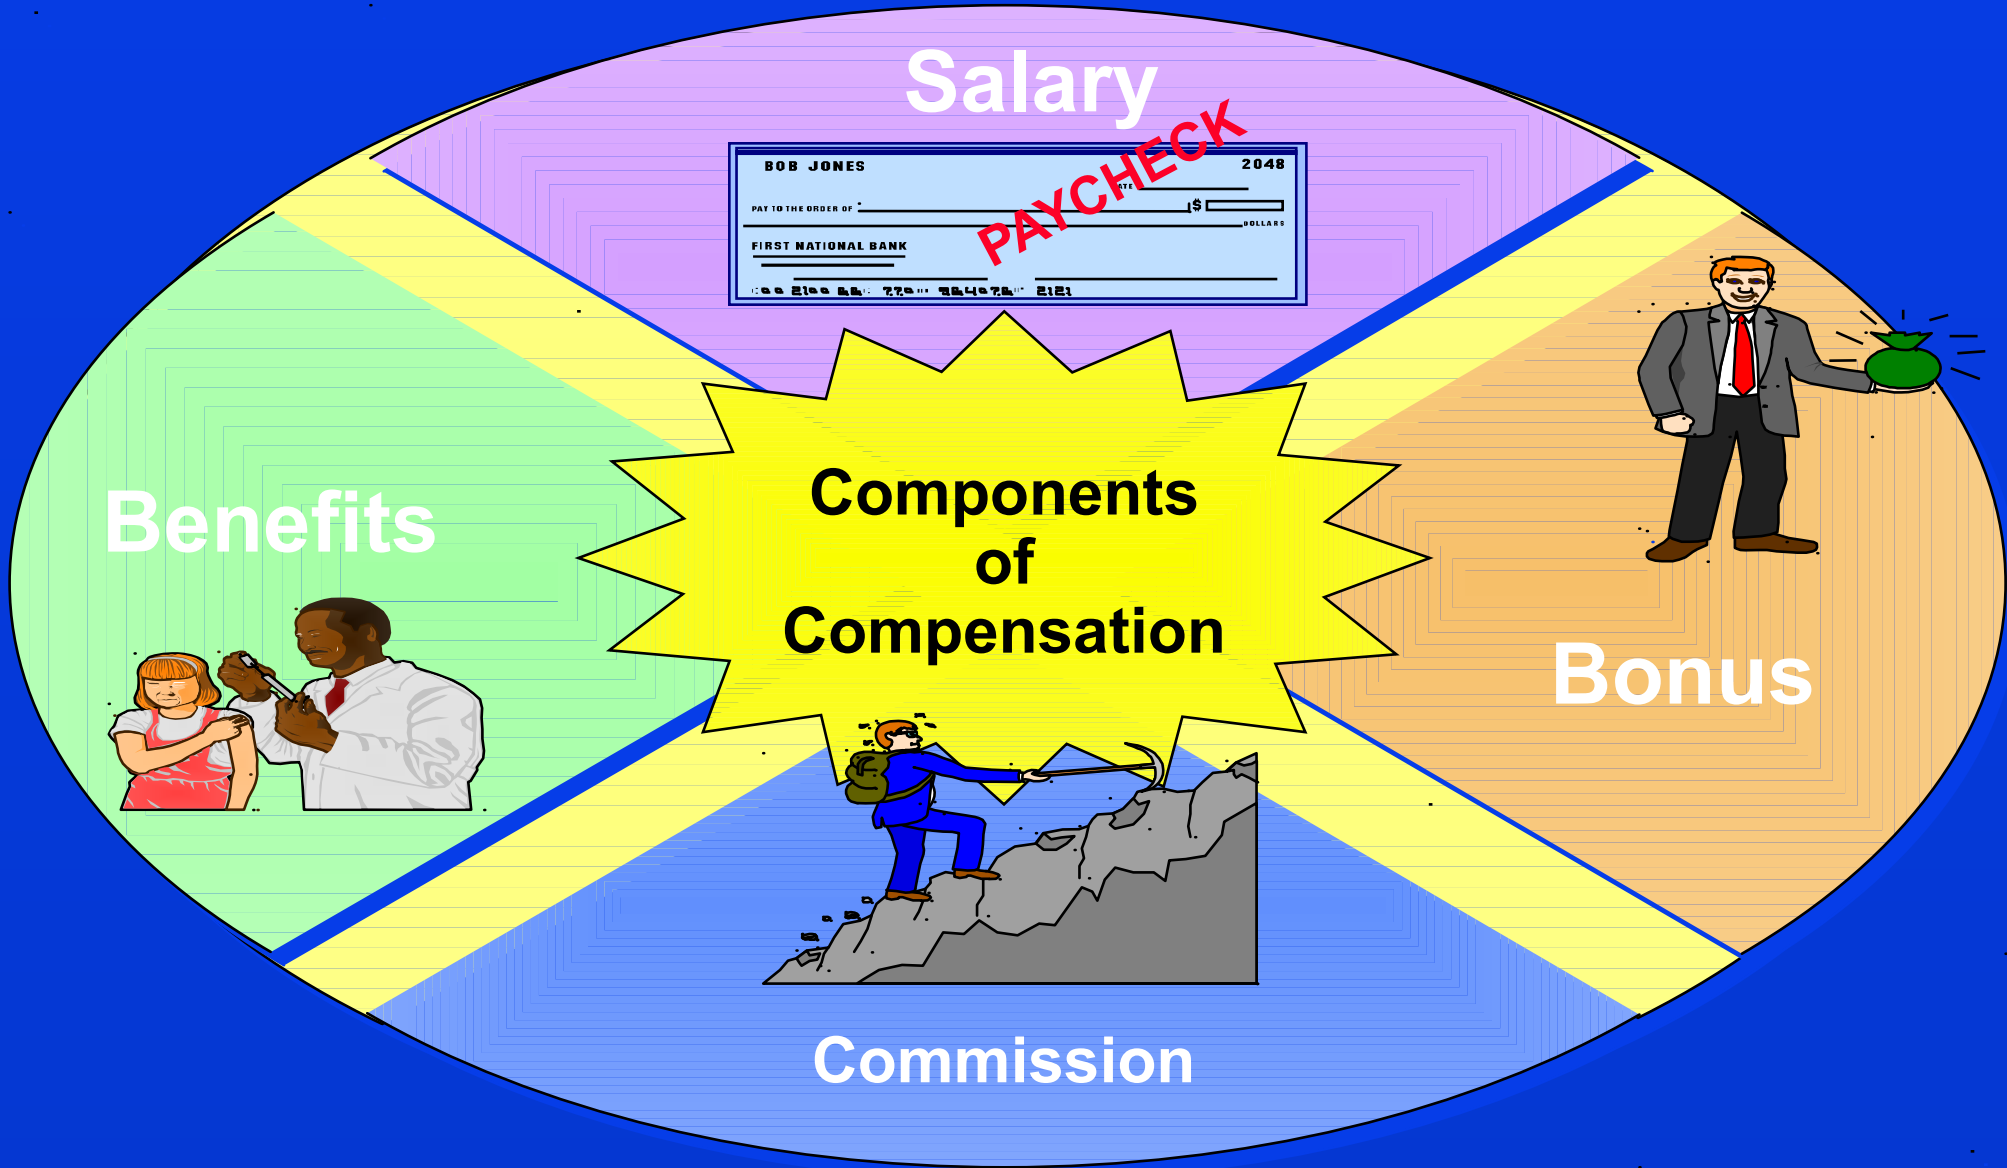 Salary
PAYCHECK
BOB JONES
2048
PAY TO THE ORDER OF
$
DOLLARS
FIRST NATIONAL BANK
Components
of
Compensation
Benefits
Bonus
Commission